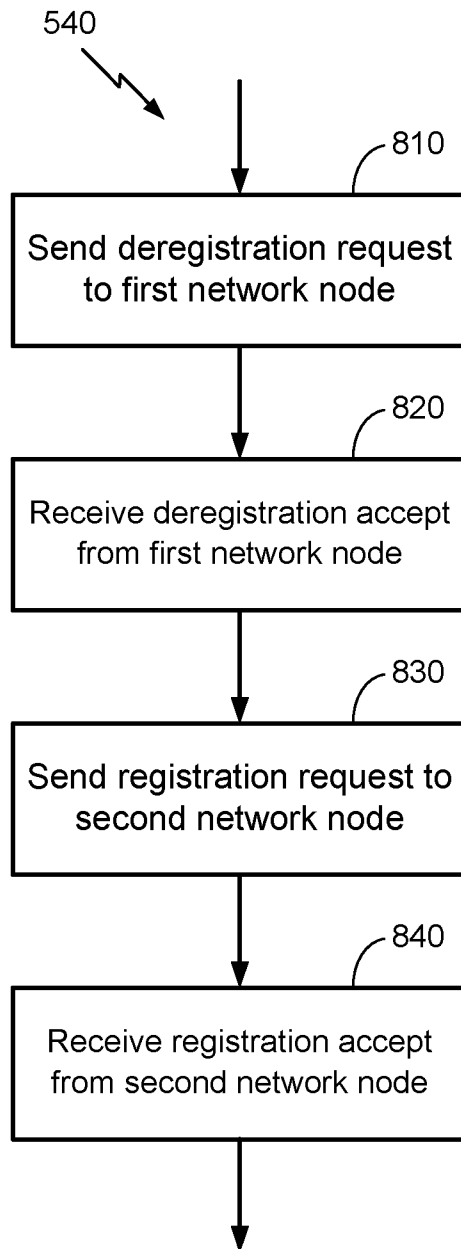 540
810
Send deregistration request
to first network node
820
Receive deregistration accept
from first network node
830
Send registration request to
second network node
840
Receive registration accept
from second network node